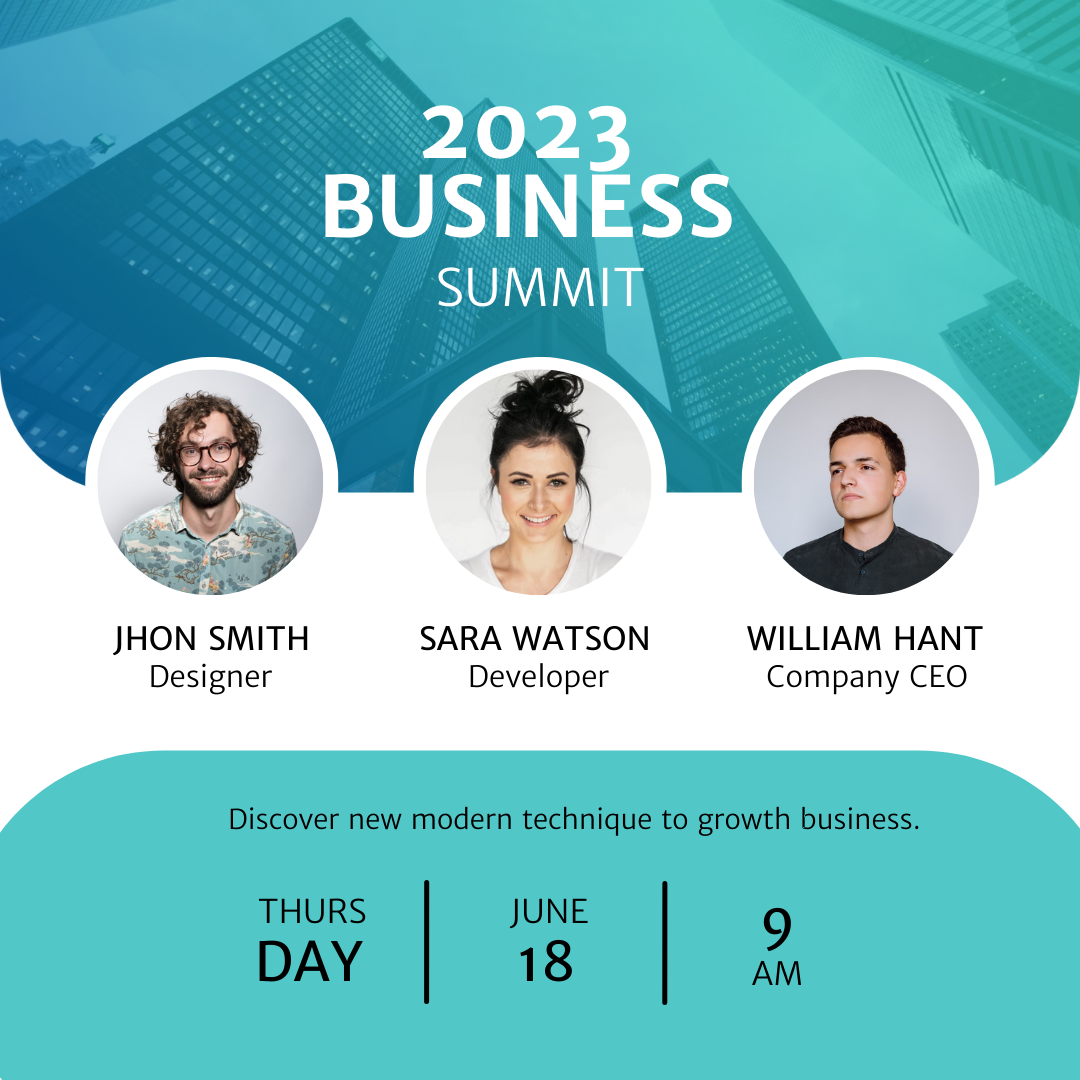 2023
BUSINESS
SUMMIT
JHON SMITH
Designer
SARA WATSON
Developer
WILLIAM HANT
Company CEO
Discover new modern technique to growth business.
THURS
DAY
JUNE
18
9
AM